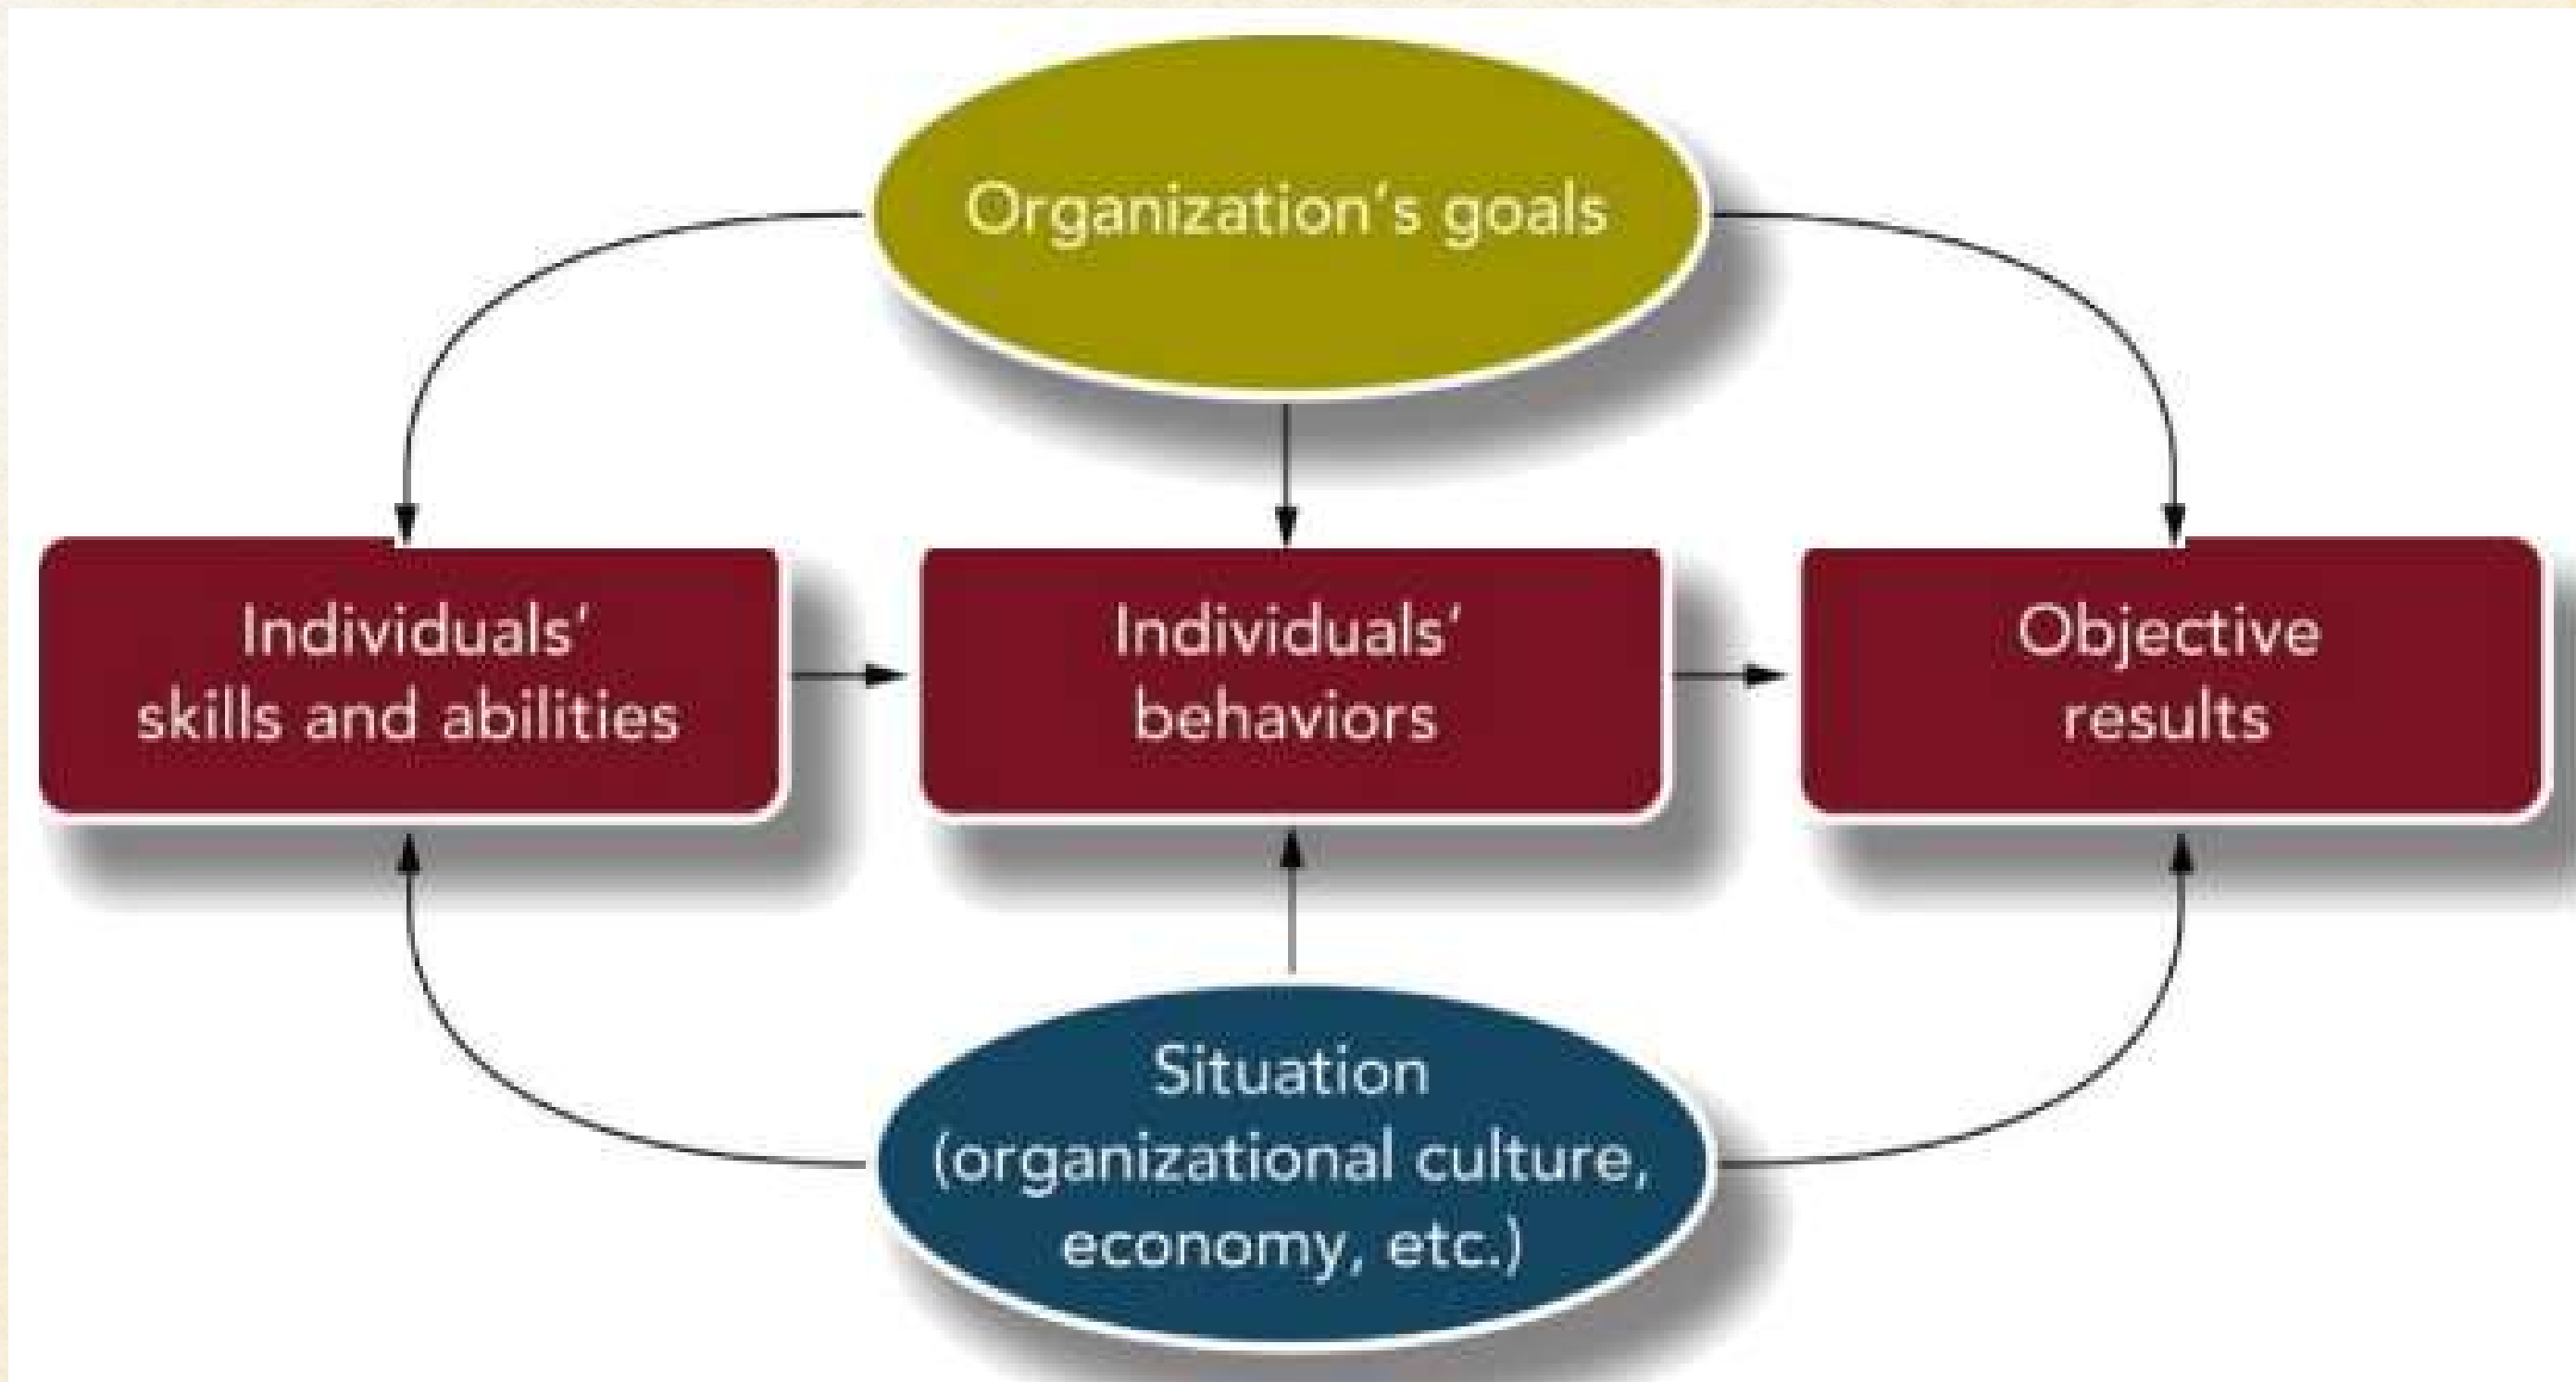 Organization's goals
Individuals'
skills and abilities
Individuals'
behaviors
Objective
results
Situation
(organizational culture,
economy, etc.)